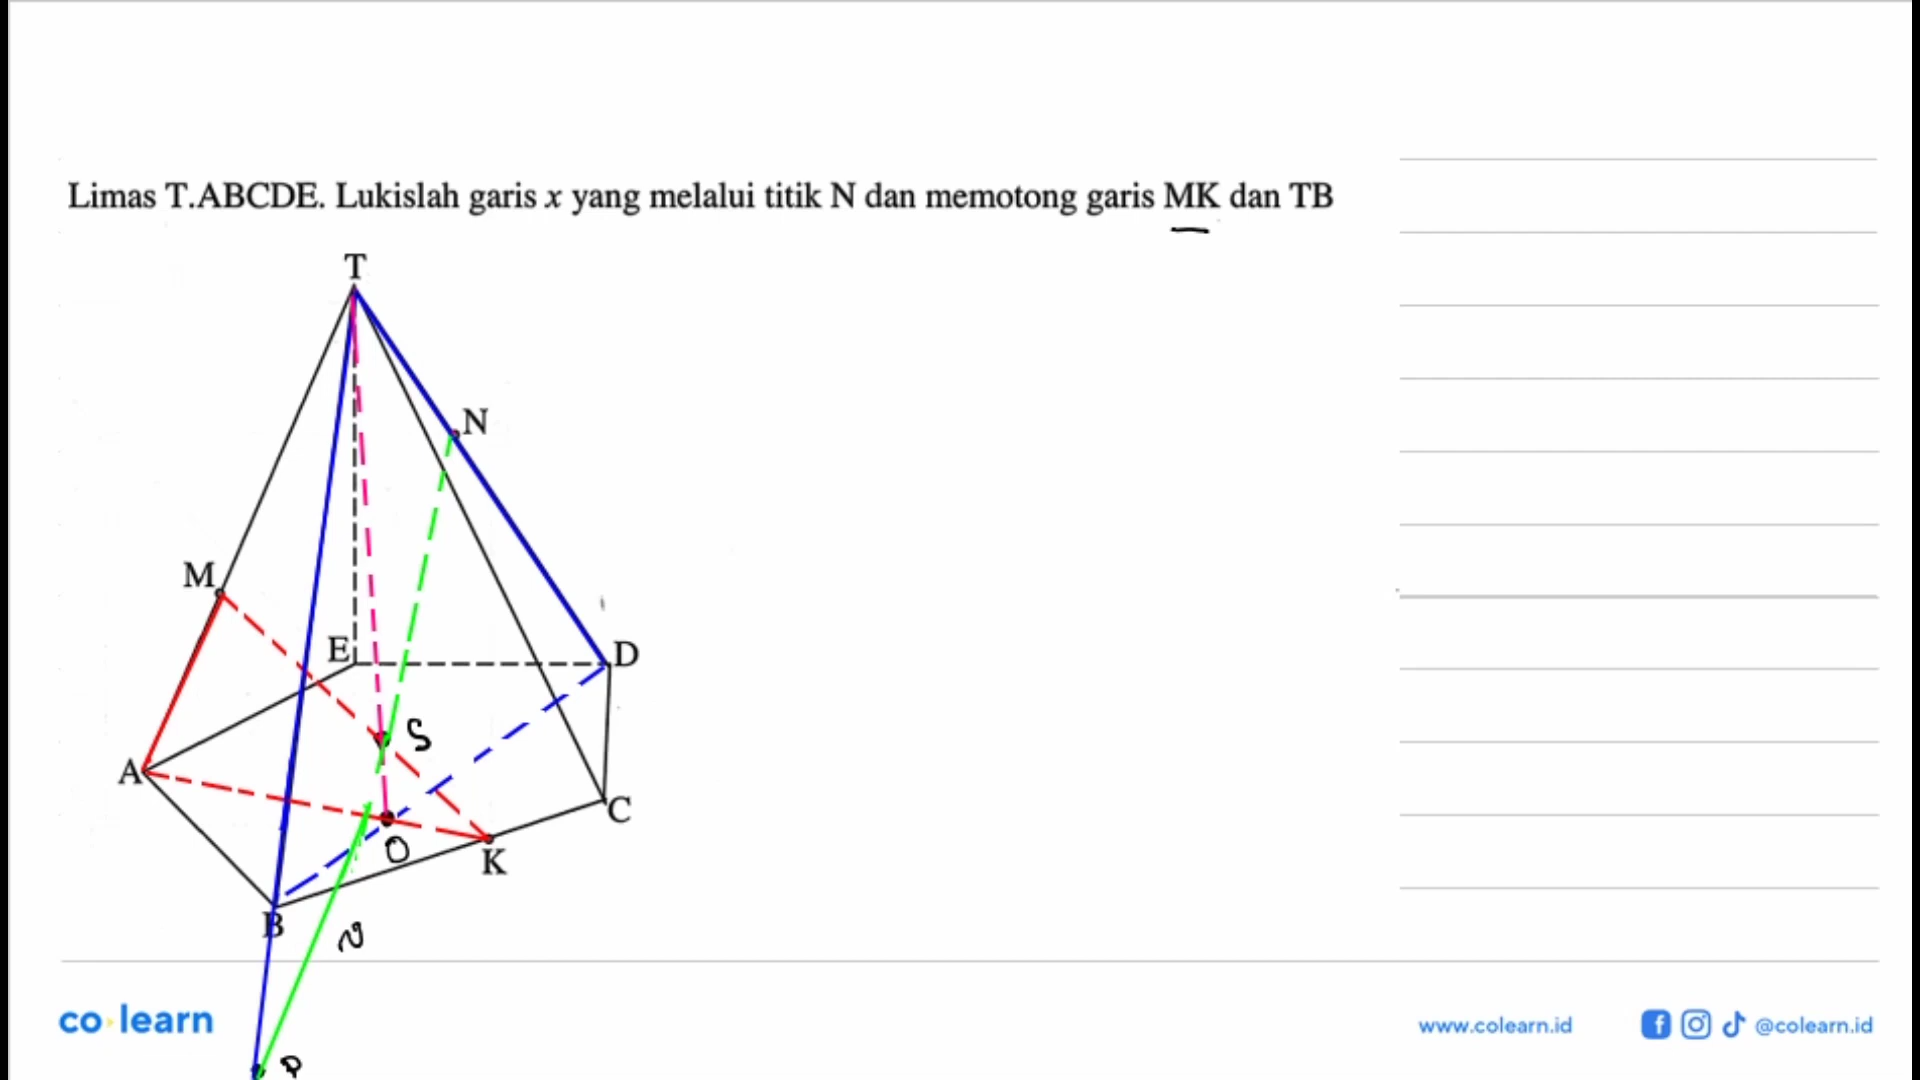 Limas T.ABCDE. Lukislah garis x yang melalui titik N dan memotong garis MK dan TB
T
N
M
E
D
S
A
C
O
K
B
N
P
co learn
www.colearn.id
@colearn.id